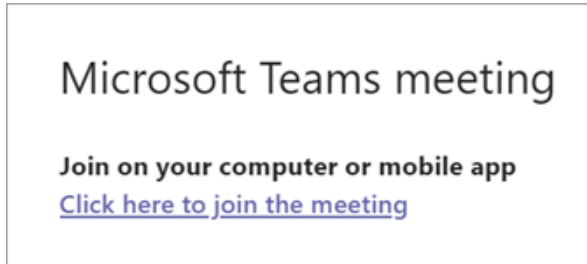 Microsoft Teams meeting
Join on your computer or mobile app
Click here to join the meeting